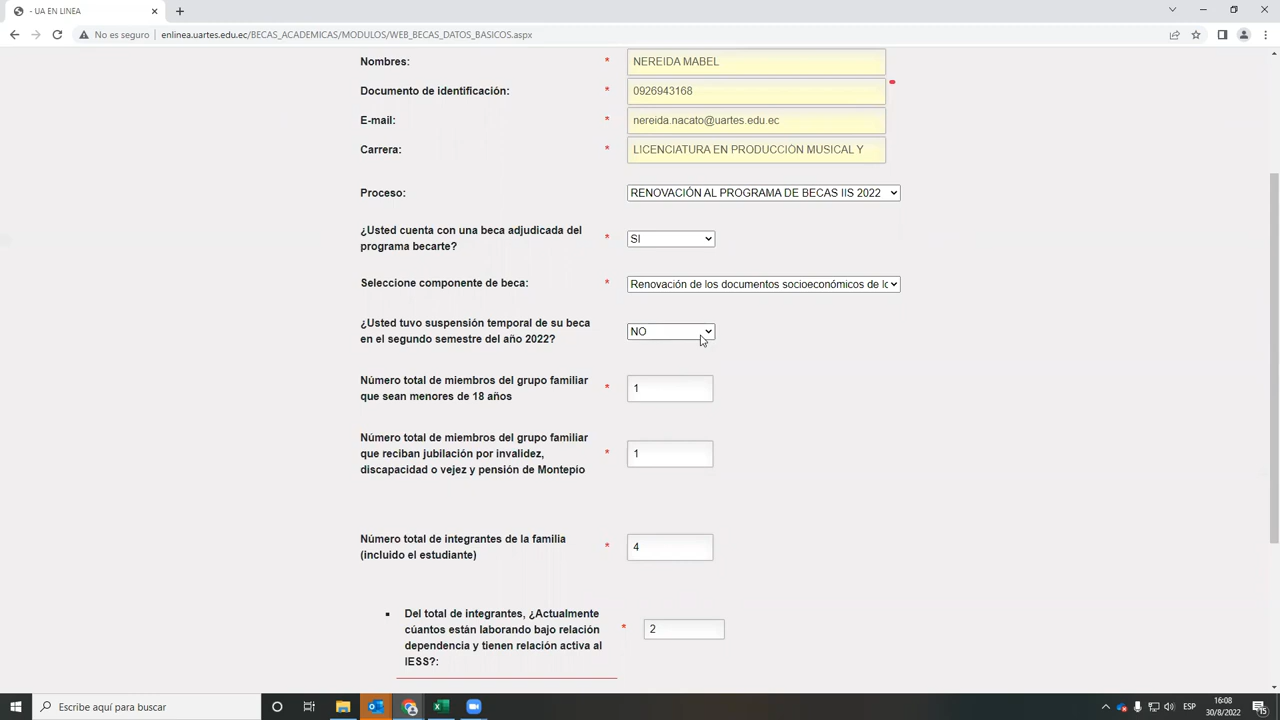 - UA EN LINEA
No es seguro
enlinea.uartes.edu.ec/BECAS_ACADEMICAS/MODULOS/WEB_BECAS_DATOS_BASICOS.aspx
Nombres: * NEREIDA MABEL
Documento de identificación: * 0926943168
E-mail: * nereida.nacato@uartes.edu.ec
Carrera: * LICENCIATURA EN PRODUCCIÓN MUSICAL Y
Proceso: RENOVACIÓN AL PROGRAMA DE BECAS IIS 2022
¿Usted cuenta con una beca adjudicada del
programa becarte?
* SI
Seleccione componente de beca: * Renovación de los documentos socioeconómicos de lo
¿Usted tuvo suspensión temporal de su beca
en el segundo semestre del año 2022?
NO
Número total de miembros del grupo familiar
que sean menores de 18 años
* 1
Número total de miembros del grupo familiar
que reciban jubilación por invalidez,
discapacidad o vejez y pensión de Montepio
* 1
Número total de integrantes de la familia
(incluido el estudiante)
* 4
▪ Del total de integrantes, ¿Actualmente
cúantos están laborando bajo relación
dependencia y tienen relación activa al
IESS?:
* 2
Escribe aquí para buscar
ESP
16:08
30/8/2022
15